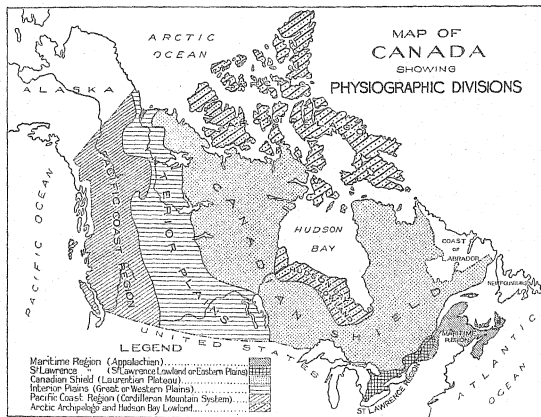 MAP OF
CANADA
SHOWING
PHYSIOGRAPHIC DIVISIONS
ARCTIC
OCEAN
ALASKA
PACIFIC OCEAN
PACIFIC COAST REGION
INTERIOR PLAINS
CANADIAN SHIELD
HUDSON
BAY
COAST
OF
LABRADOR
NEWFOUNDLAND
MARITIME
REGION
ATLANTIC
OCEAN
UNITED STATES
ST LAWRENCE REGION
LEGEND
Maritime Region (Appalachian)
St Lawrence " (St Lawrence Lowland or Eastern Plains)
Canadian Shield (Laurentian Plateau)
Interior Plains (Great or Western Plains)
Pacific Coast Region (Cordilleran Mountain System)
Arctic Archipelago and Hudson Bay Lowland